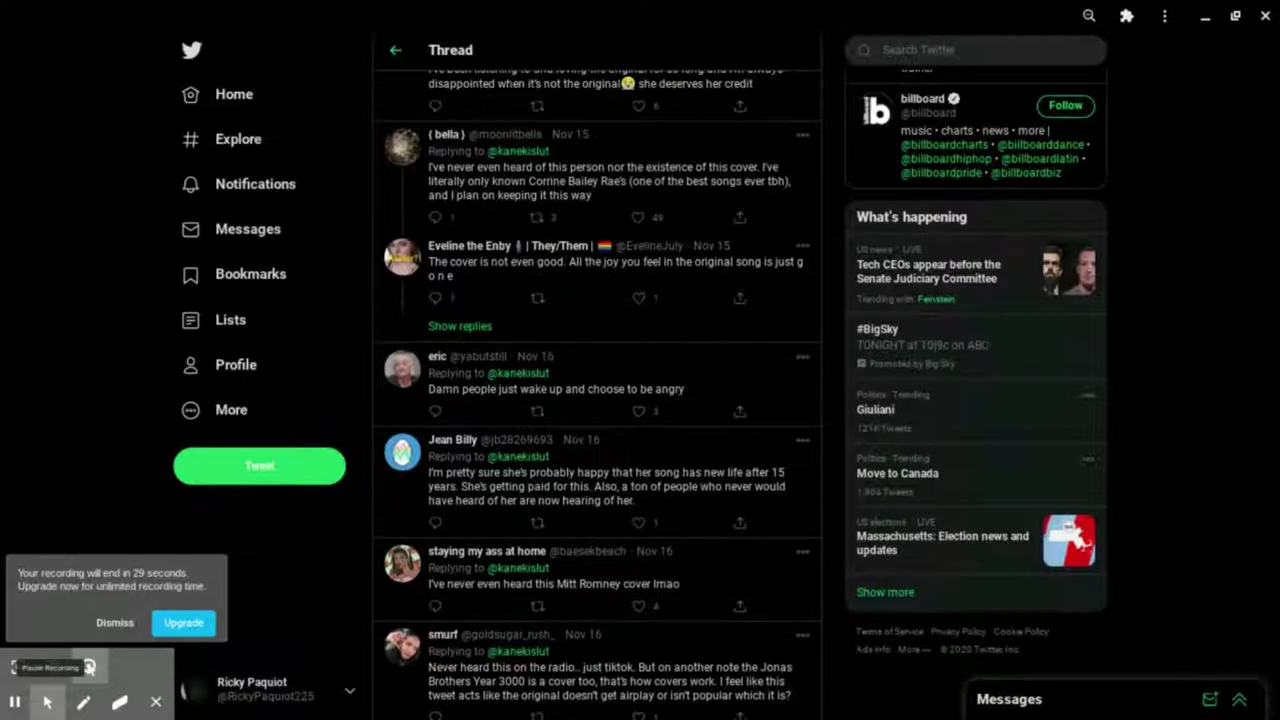 Home
Explore
Notifications
Messages
Bookmarks
Lists
Profile
More
Tweet
Your recording will end in 29 seconds.
Upgrade now for unlimited recording time.
Dismiss
Upgrade
Pause Recording
Ricky Paquiot
@RickyPaquiot225
Thread
disappointed when it's not the original😢 she deserves her credit
6
{ bella } @moonlitbells · Nov 15
Replying to @kanekislut
I've never even heard of this person nor the existence of this cover. I've
literally only known Corrine Bailey Rae's (one of the best songs ever tbh),
and I plan on keeping it this way
1 3 49
Eveline the Enby | They/Them | 🏳️‍🌈 @EvelineJuly · Nov 15
The cover is not even good. All the joy you feel in the original song is just g
o n e
1 1
Show replies
eric @yabutstill · Nov 16
Replying to @kanekislut
Damn people just wake up and choose to be angry
3
Jean Billy @jb28269693 · Nov 16
Replying to @kanekislut
I'm pretty sure she's probably happy that her song has new life after 15
years. She's getting paid for this. Also, a ton of people who never would
have heard of her are now hearing of her.
1
staying my ass at home @baesekbeach · Nov 16
Replying to @kanekislut
I've never even heard this Mitt Romney cover lmao
4
smurf @goldsugar_rush_ · Nov 16
Replying to @kanekislut
Never heard this on the radio.. just tiktok. But on another note the Jonas
Brothers Year 3000 is a cover too, that's how covers work. I feel like this
tweet acts like the original doesn't get airplay or isn't popular which it is?
Search Twitter
billboard
@billboard
Follow
music • charts • news • more |
@billboardcharts • @billboarddance •
@billboardhiphop • @billboardlatin •
@billboardpride • @billboardbiz
What's happening
US news · LIVE
Tech CEOs appear before the
Senate Judiciary Committee
Trending with Feinstein
#BigSky
TONIGHT at 10|9c on ABC
Promoted by Big Sky
Politics · Trending
Giuliani
121K Tweets
Politics · Trending
Move to Canada
1,904 Tweets
US elections · LIVE
Massachusetts: Election news and
updates
Show more
Terms of Service Privacy Policy Cookie Policy
Ads info More © 2020 Twitter, Inc.
Messages